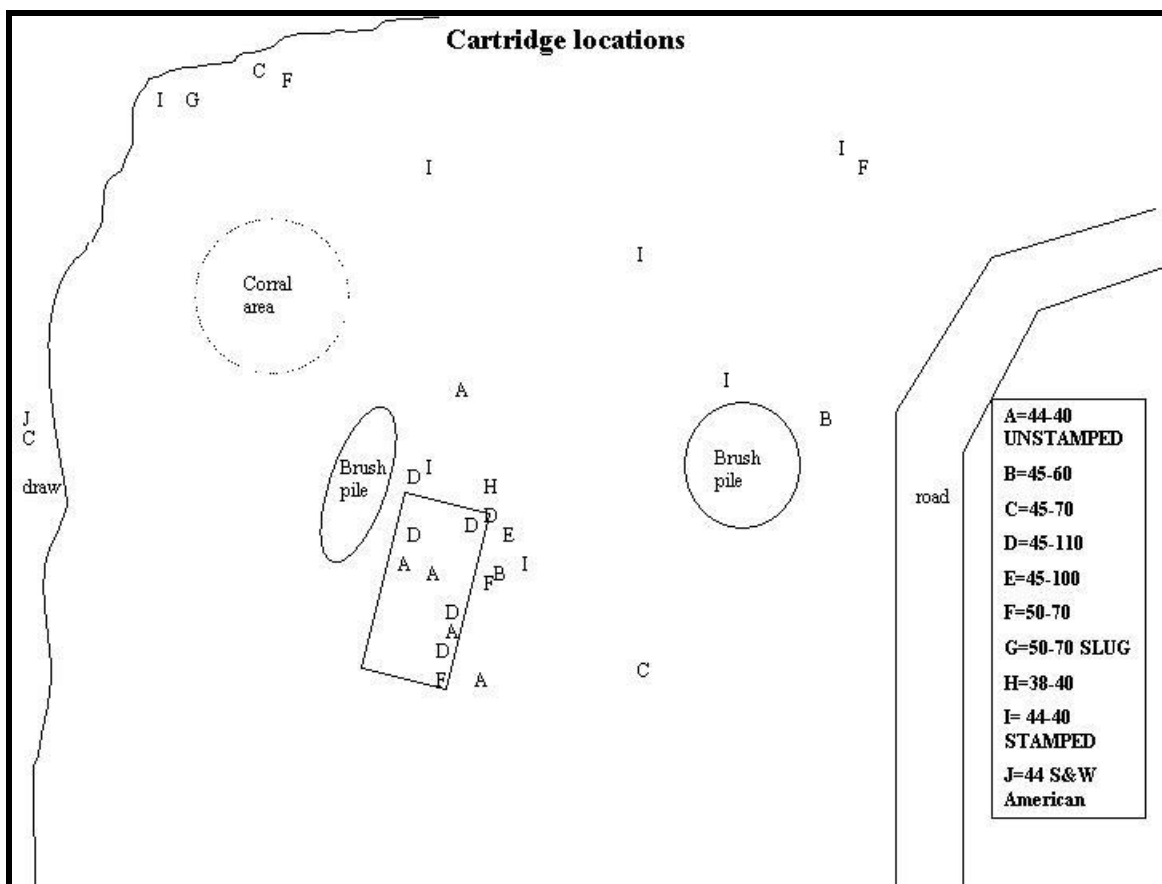 Cartridge locations
C
F
I G
I
F
I
I
Corral
area
I
A
J
C
B
A=44-40
UNSTAMPED
B=45-60
C=45-70
D=45-110
E=45-100
F=50-70
G=50-70 SLUG
H=38-40
I= 44-40
STAMPED
J=44 S&W
American
Brush
pile
Brush
pile
draw
road
D I
H
D
D
D
E
A
A
F
B
I
D
A
D
F
A
C